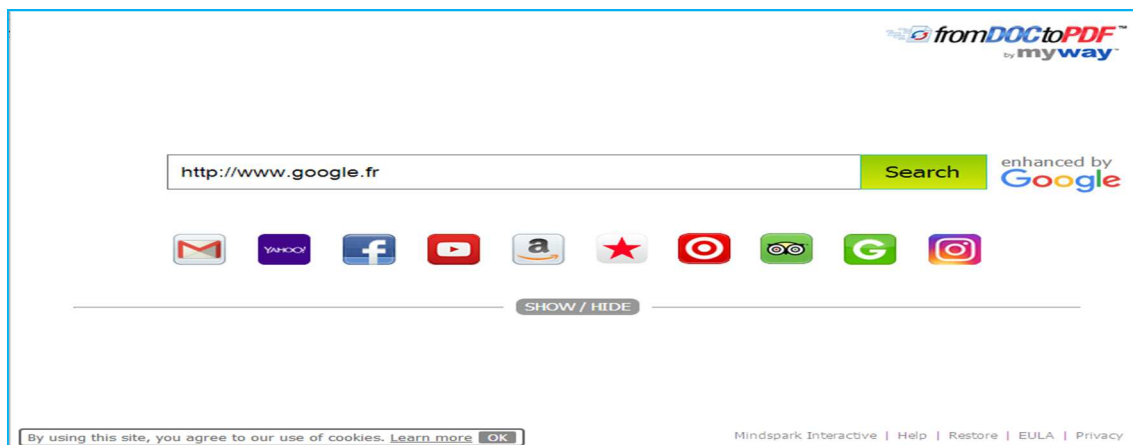 fromDOCtoPDF™
by myway™
http://www.google.fr
Search
enhanced by
Google
YAHOO!
f
a
G
SHOW / HIDE
By using this site, you agree to our use of cookies. Learn more OK
Mindspark Interactive | Help | Restore | EULA | Privacy